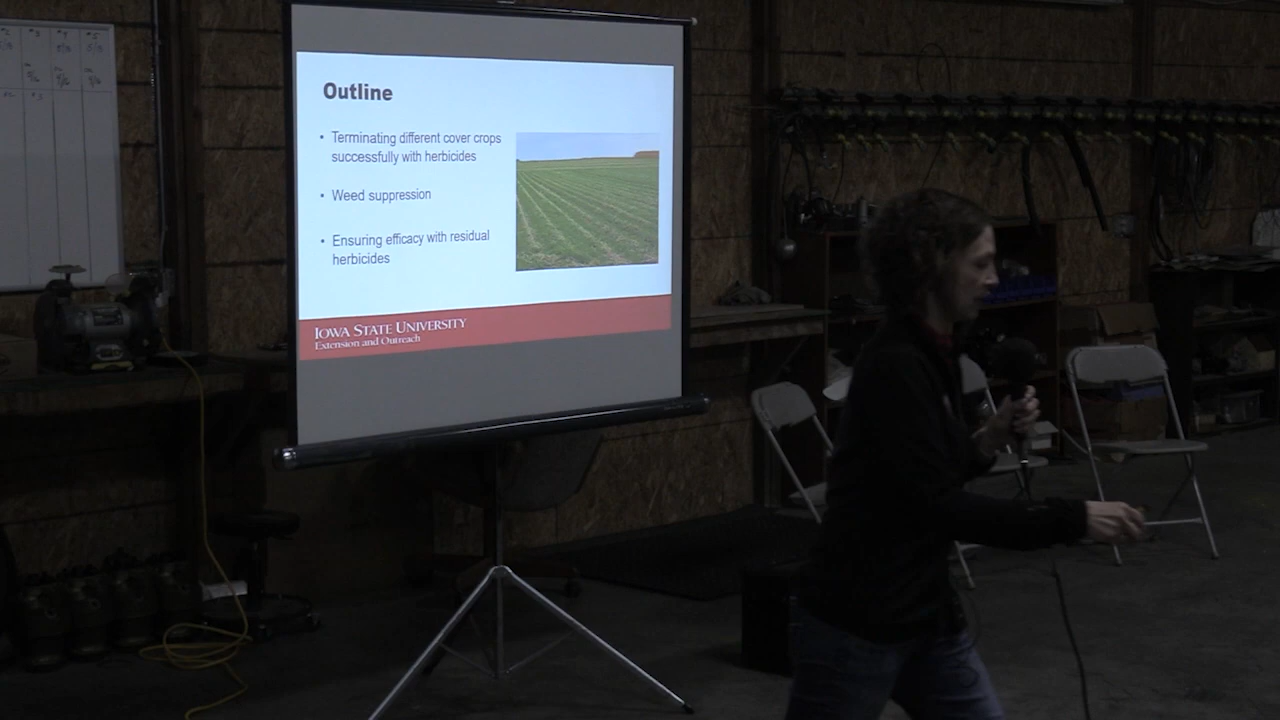 Outline
• Terminating different cover crops
successfully with herbicides
• Weed suppression
• Ensuring efficacy with residual
herbicides
IOWA STATE UNIVERSITY
Extension and Outreach